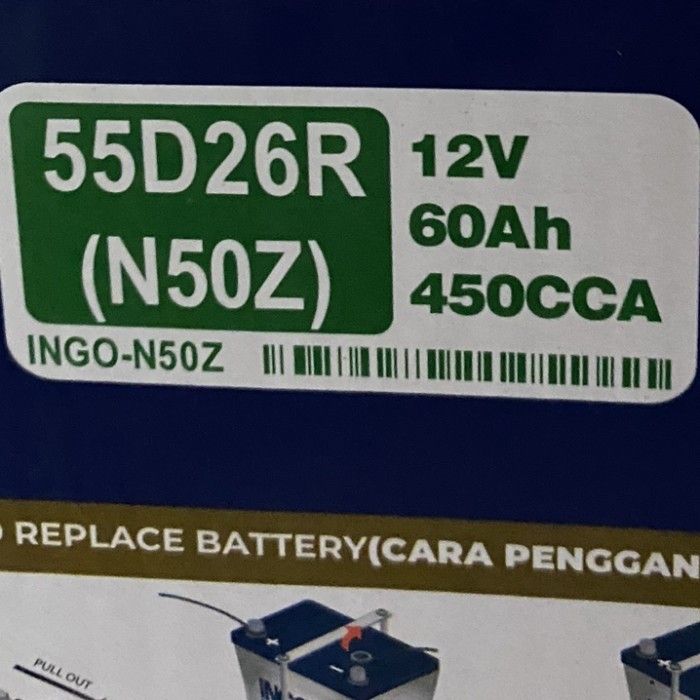 55D26R
(N50Z)
12V
60Ah
450CCA
INGO-N50Z
REPLACE BATTERY(CARA PENGGAN
PULL OUT